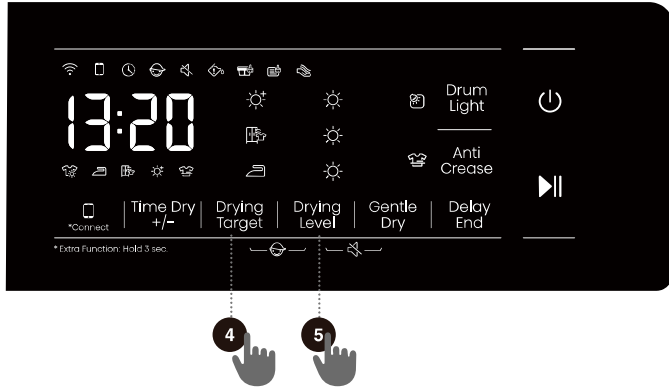 13:20
Drum
Light
Anti
Crease
*Connect
Time Dry
+/-
Drying
Target
Drying
Level
Gentle
Dry
Delay
End
* Extra Function: Hold 3 sec.
4
5